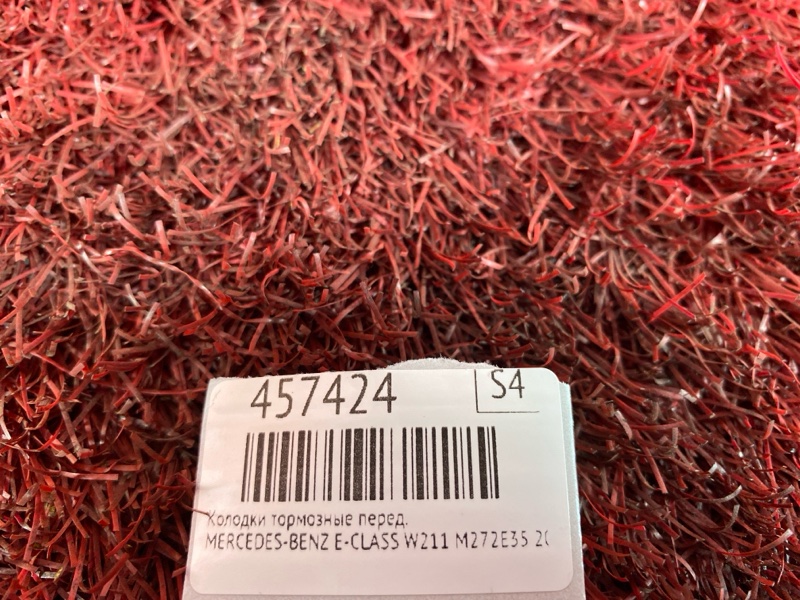 457424
S4
Колодки тормозные перед.
MERCEDES-BENZ E-CLASS W211 M272E35